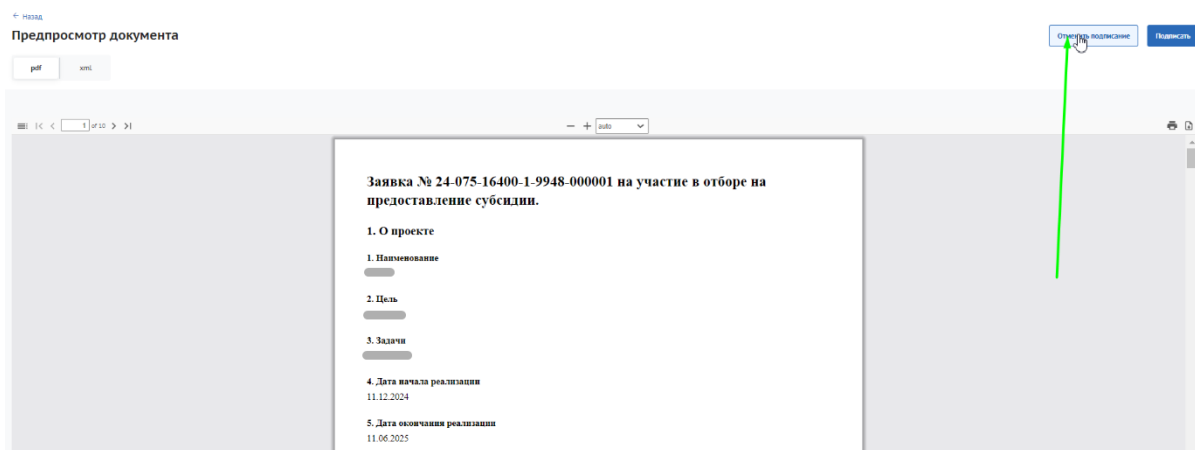 ← Назад
Предпросмотр документа
Отменить подписание
Подписать
pdf xml
1 of 10
auto
Заявка № 24-075-16400-1-9948-000001 на участие в отборе на
предоставление субсидии.
1. О проекте
1. Наименование
2. Цель
3. Задачи
4. Дата начала реализации
11.12.2024
5. Дата окончания реализации
11.06.2025